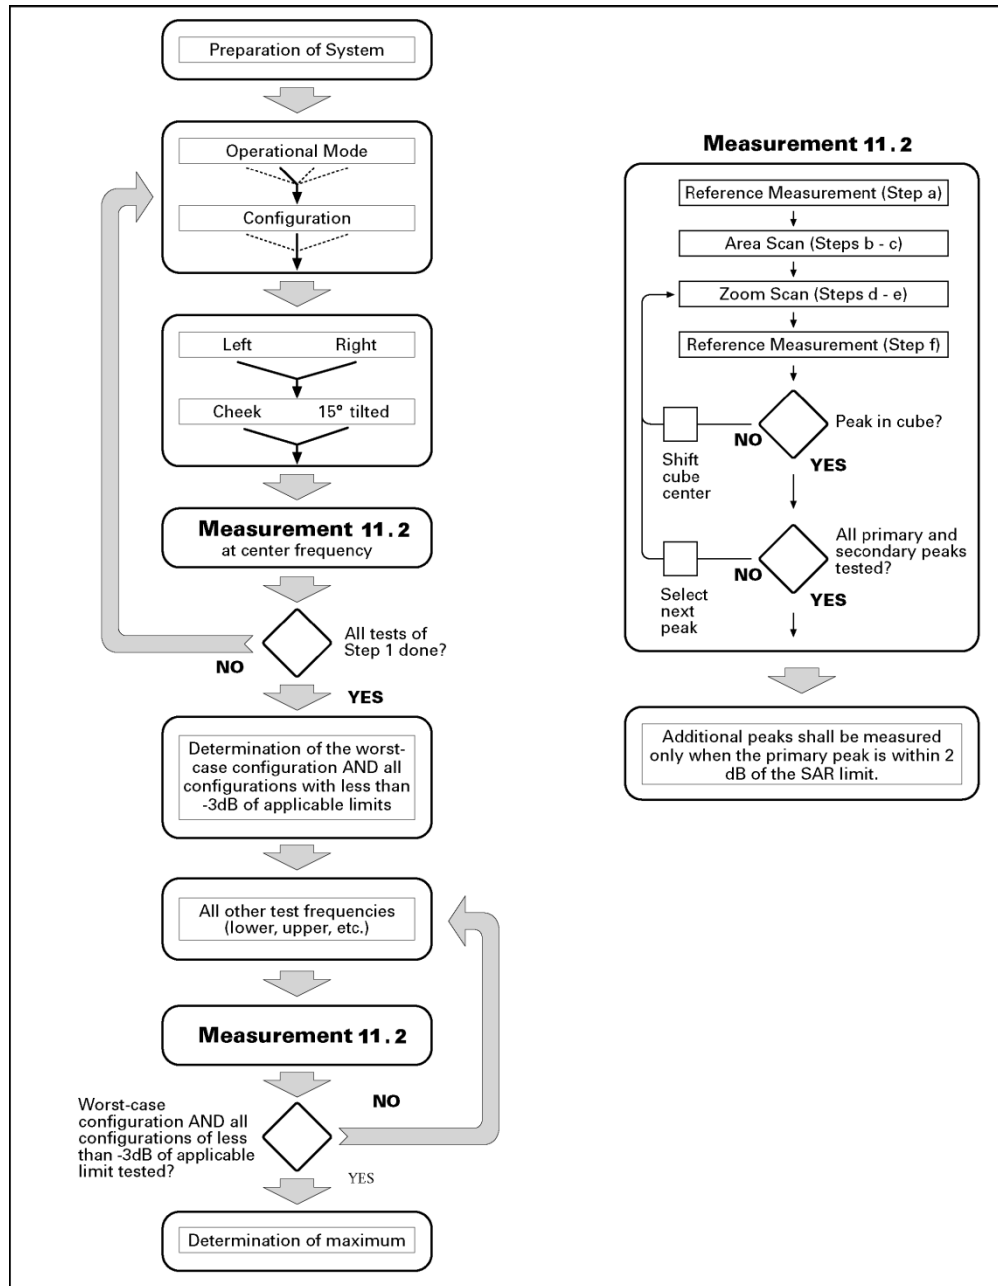 Preparation of System
Operational Mode
Configuration
Left Right
Cheek 15° tilted
Measurement 11.2
at center frequency
All tests of
Step 1 done?
NO
YES
Determination of the worst-
case configuration AND all
configurations with less than
-3dB of applicable limits
All other test frequencies
(lower, upper, etc.)
Measurement 11.2
NO
Worst-case
configuration AND all
configurations of less
than -3dB of applicable
limit tested?
YES
Determination of maximum
Measurement 11.2
Reference Measurement (Step a)
Area Scan (Steps b - c)
Zoom Scan (Steps d - e)
Reference Measurement (Step f)
Peak in cube?
NO
YES
Shift
cube
center
All primary and
secondary peaks
tested?
NO
YES
Select
next
peak
Additional peaks shall be measured
only when the primary peak is within 2
dB of the SAR limit.